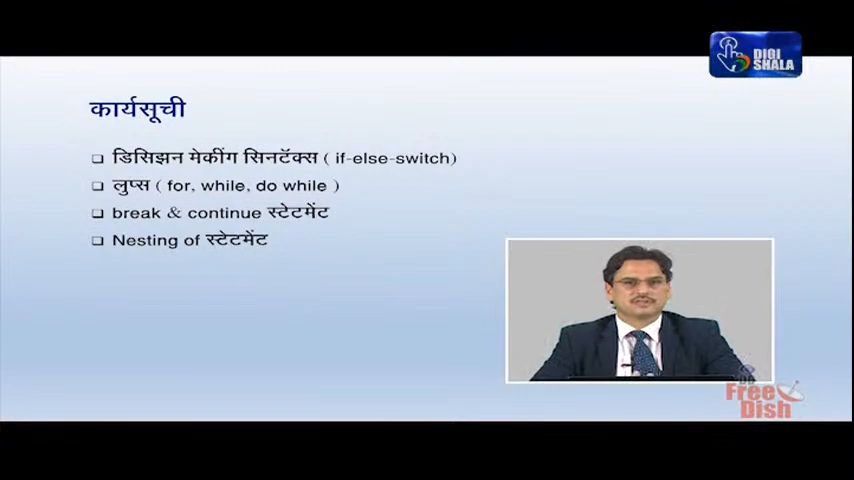 DIGI
SHALA
कार्यसूची
❑ डिसिझन मेकींग सिनटॅक्स ( if-else-switch)
❑ लुप्स ( for, while, do while )
❑ break & continue स्टेटमेंट
❑ Nesting of स्टेटमेंट
DD
Free
Dish